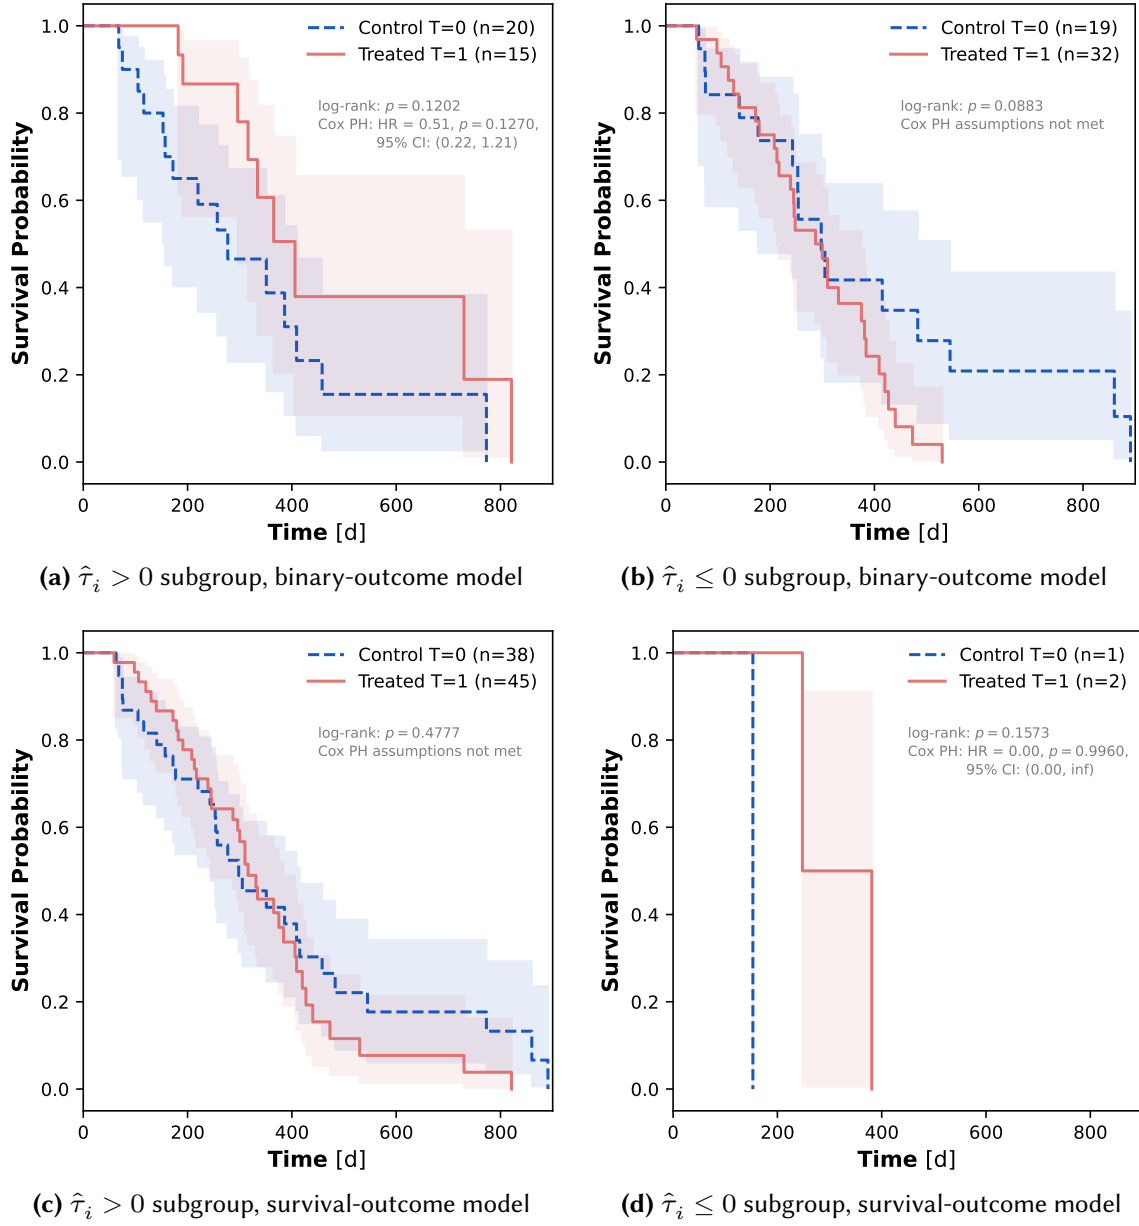 1.0
0.8
0.6
0.4
0.2
0.0
Survival Probability
Control T=0 (n=20)
Treated T=1 (n=15)
log-rank: p = 0.1202
Cox PH: HR = 0.51, p = 0.1270,
95% CI: (0.22, 1.21)
0 200 400 600 800
Time [d]
(a) τ̂ᵢ > 0 subgroup, binary-outcome model
1.0
0.8
0.6
0.4
0.2
0.0
Survival Probability
Control T=0 (n=19)
Treated T=1 (n=32)
log-rank: p = 0.0883
Cox PH assumptions not met
0 200 400 600 800
Time [d]
(b) τ̂ᵢ ≤ 0 subgroup, binary-outcome model
1.0
0.8
0.6
0.4
0.2
0.0
Survival Probability
Control T=0 (n=38)
Treated T=1 (n=45)
log-rank: p = 0.4777
Cox PH assumptions not met
0 200 400 600 800
Time [d]
(c) τ̂ᵢ > 0 subgroup, survival-outcome model
1.0
0.8
0.6
0.4
0.2
0.0
Survival Probability
Control T=0 (n=1)
Treated T=1 (n=2)
log-rank: p = 0.1573
Cox PH: HR = 0.00, p = 0.9960,
95% CI: (0.00, inf)
0 200 400 600 800
Time [d]
(d) τ̂ᵢ ≤ 0 subgroup, survival-outcome model